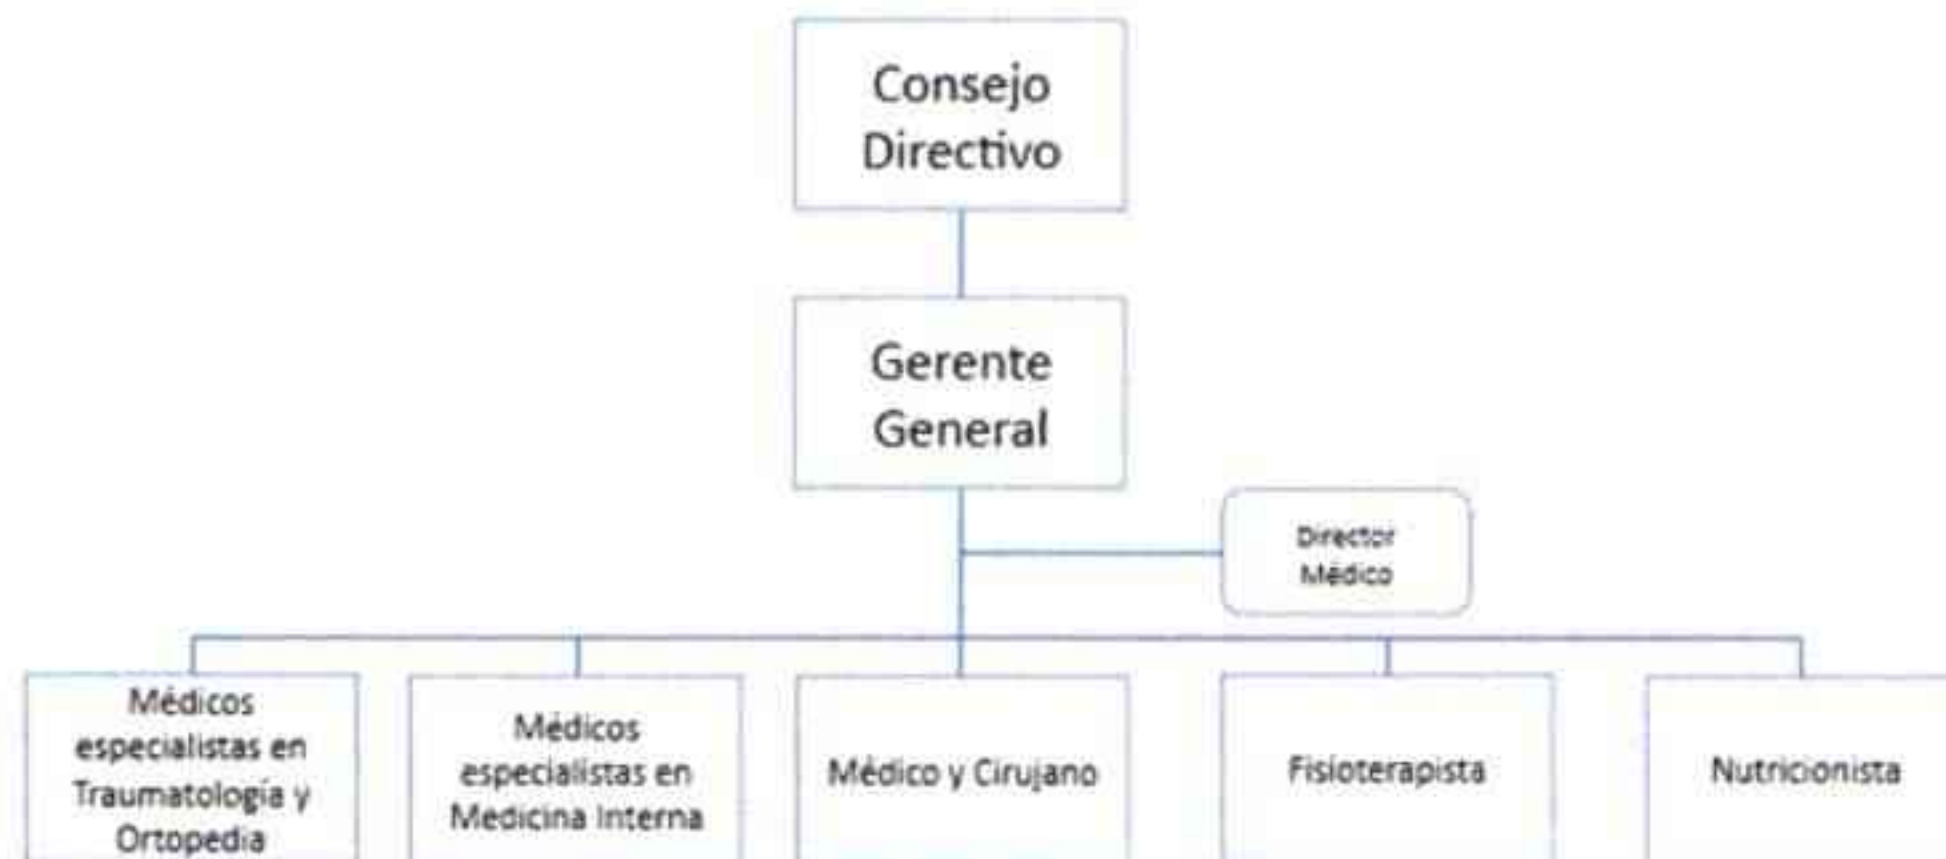 Consejo
Directivo
Gerente
General
Director
Médico
Médicos
especialistas en
Traumatología y
Ortopedia
Médicos
especialistas en
Medicina Interna
Médico y Cirujano
Fisioterapista
Nutricionista